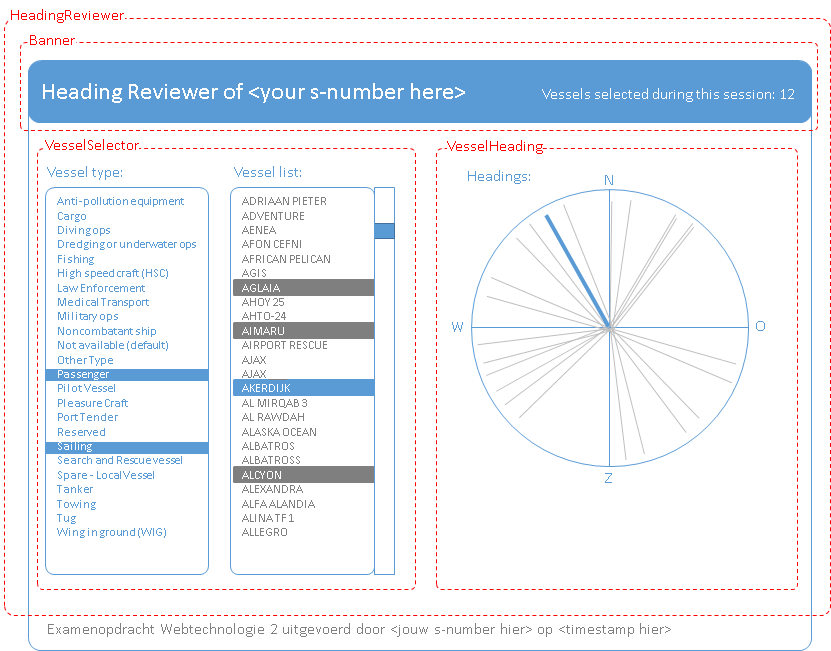 HeadingReviewer
Banner
Heading Reviewer of <your s-number here>
Vessels selected during this session: 12
VesselSelector
Vessel type:
Anti-pollution equipment
Cargo
Diving ops
Dredging or underwater ops
Fishing
High speed craft (HSC)
Law Enforcement
Medical Transport
Military ops
Noncombatant ship
Not available (default)
Other Type
Passenger
Pilot Vessel
Pleasure Craft
Port Tender
Reserved
Sailing
Search and Rescue vessel
Spare - Local Vessel
Tanker
Towing
Tug
Wing in ground (WIG)
Vessel list:
ADRIAAN PIETER
ADVENTURE
AENEA
AFON CEFNI
AFRICAN PELICAN
AGIS
AGLAIA
AHOY 25
AHTO-24
AIMARU
AIRPORT RESCUE
AJAX
AJAX
AKERDIJK
AL MIRQAB 3
AL RAWDAH
ALASKA OCEAN
ALBATROS
ALBATROSS
ALCYON
ALEXANDRA
ALFA ALANDIA
ALINA TF 1
ALLEGRO
VesselHeading
Headings:
N
W
O
Z
Examenopdracht Webtechnologie 2 uitgevoerd door <jouw s-number hier> op <timestamp hier>